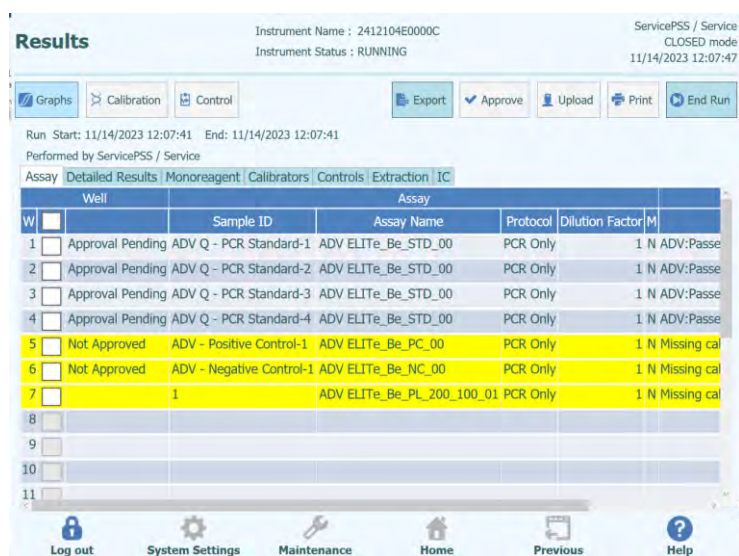 Results
Instrument Name : 2412104E0000C
Instrument Status : RUNNING
ServicePSS / Service
CLOSED mode
11/14/2023 12:07:47
Graphs Calibration Control Export Approve Upload Print End Run
Run Start: 11/14/2023 12:07:41 End: 11/14/2023 12:07:41
Performed by ServicePSS / Service
Assay Detailed Results Monoreagent Calibrators Controls Extraction IC
Well Assay
W Sample ID Assay Name Protocol Dilution Factor M
1 Approval Pending ADV Q - PCR Standard-1 ADV ELITe_Be_STD_00 PCR Only 1 N ADV:Passe
2 Approval Pending ADV Q - PCR Standard-2 ADV ELITe_Be_STD_00 PCR Only 1 N ADV:Passe
3 Approval Pending ADV Q - PCR Standard-3 ADV ELITe_Be_STD_00 PCR Only 1 N ADV:Passe
4 Approval Pending ADV Q - PCR Standard-4 ADV ELITe_Be_STD_00 PCR Only 1 N ADV:Passe
5 Not Approved ADV - Positive Control-1 ADV ELITe_Be_PC_00 PCR Only 1 N Missing cal
6 Not Approved ADV - Negative Control-1 ADV ELITe_Be_NC_00 PCR Only 1 N Missing cal
7 1 ADV ELITe_Be_PL_200_100_01 PCR Only 1 N Missing cal
8
9
10
11
Log out System Settings Maintenance Home Previous Help